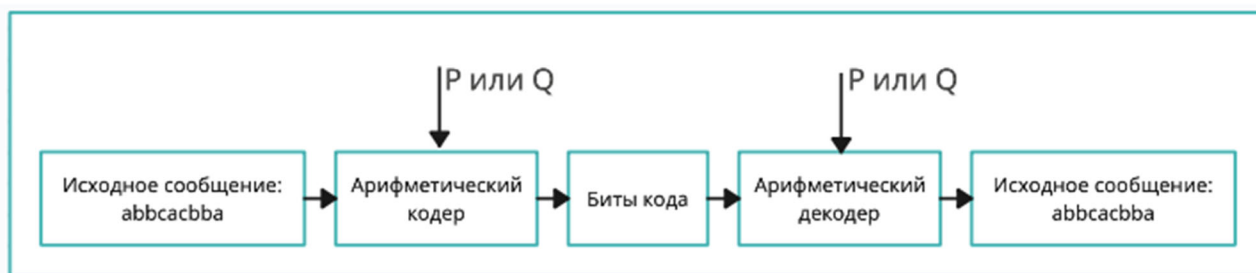 P или Q
P или Q
Исходное сообщение:
abbcacbba
Арифметический
кодер
Биты кода
Арифметический
декодер
Исходное сообщение:
abbcacbba